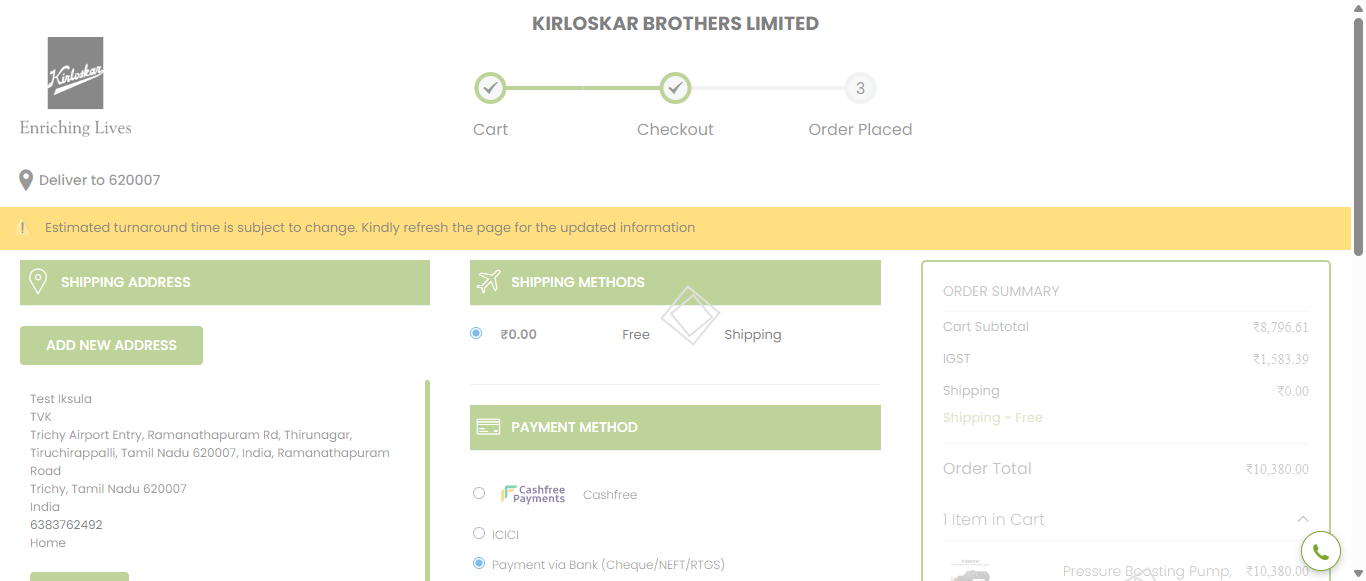 KIRLOSKAR BROTHERS LIMITED
Kirloskar
Enriching Lives
3
Cart
Checkout
Order Placed
Deliver to 620007
Estimated turnaround time is subject to change. Kindly refresh the page for the updated information
SHIPPING ADDRESS
ADD NEW ADDRESS
Test Iksula
TVK
Trichy Airport Entry, Ramanathapuram Rd, Thirunagar,
Tiruchirappalli, Tamil Nadu 620007, India, Ramanathapuram
Road
Trichy, Tamil Nadu 620007
India
6383762492
Home
SHIPPING METHODS
₹0.00 Free Shipping
PAYMENT METHOD
Cashfree Payments Cashfree
ICICI
Payment via Bank (Cheque/NEFT/RTGS)
ORDER SUMMARY
Cart Subtotal ₹8,796.61
IGST ₹1,583.39
Shipping ₹0.00
Shipping - Free
Order Total ₹10,380.00
1 Item in Cart
Pressure Boosting Pump, ₹10,380.00